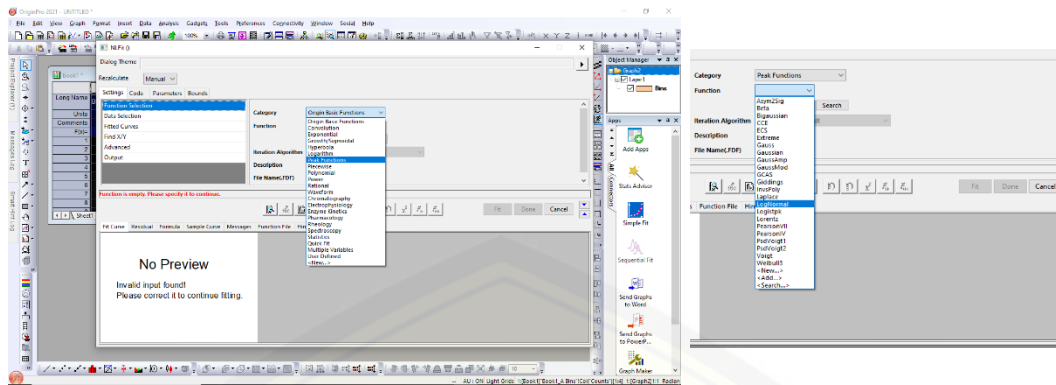 OriginPro 2021 - UNTITLED *
File Edit View Graph Format Insert Data Analysis Gadgets Tools Preferences Connectivity Window Social Help
NLFit ()
Dialog Theme
Recalculate Manual
Settings Code Parameters Bounds
Function Selection
Data Selection
Fitted Curves
Find X/Y
Advanced
Output
Category Origin Basic Functions
Function
Iteration Algorithm
Description
File Name(.FDF)
Origin Basic Functions
Convolution
Exponential
Growth/Sigmoidal
Hyperbola
Logarithm
Peak Functions
Piecewise
Polynomial
Power
Rational
Waveform
Chromatography
Electrophysiology
Enzyme Kinetics
Pharmacology
Rheology
Spectroscopy
Statistics
Quick Fit
Multiple Variables
User Defined
<New...>
Function is empty. Please specify it to continue.
Fit Done Cancel
Fit Curve Residual Formula Sample Curve Messages Function File
No Preview
Invalid input found!
Please correct it to continue fitting.
Project Explorer (1)
Messages Log
Smart Hint Log
Book1
Long Name
Units
Comments
F(x)=
1
2
3
4
5
6
7
8
Sheet1
Object Manager
Graph2
Layer1
Bins
Apps
Add Apps
Stats Advisor
Simple Fit
Sequential Fit
Send Graphs
to Word
Send Graphs
to PowerP...
Graph Maker
Category Peak Functions
Function
Search
Iteration Algorithm
Description
File Name(.FDF)
Asym2Sig
Beta
Bigaussian
CCE
ECS
Extreme
Gauss
Gaussian
GaussAmp
GaussMod
GCAS
Giddings
InvsPoly
Laplace
LogNormal
Logistpk
Lorentz
PearsonVII
PearsonIV
PsdVoigt1
PsdVoigt2
Voigt
Weibull3
<New...>
<Add...>
<Search...>
Fit Done Cancel
Function File